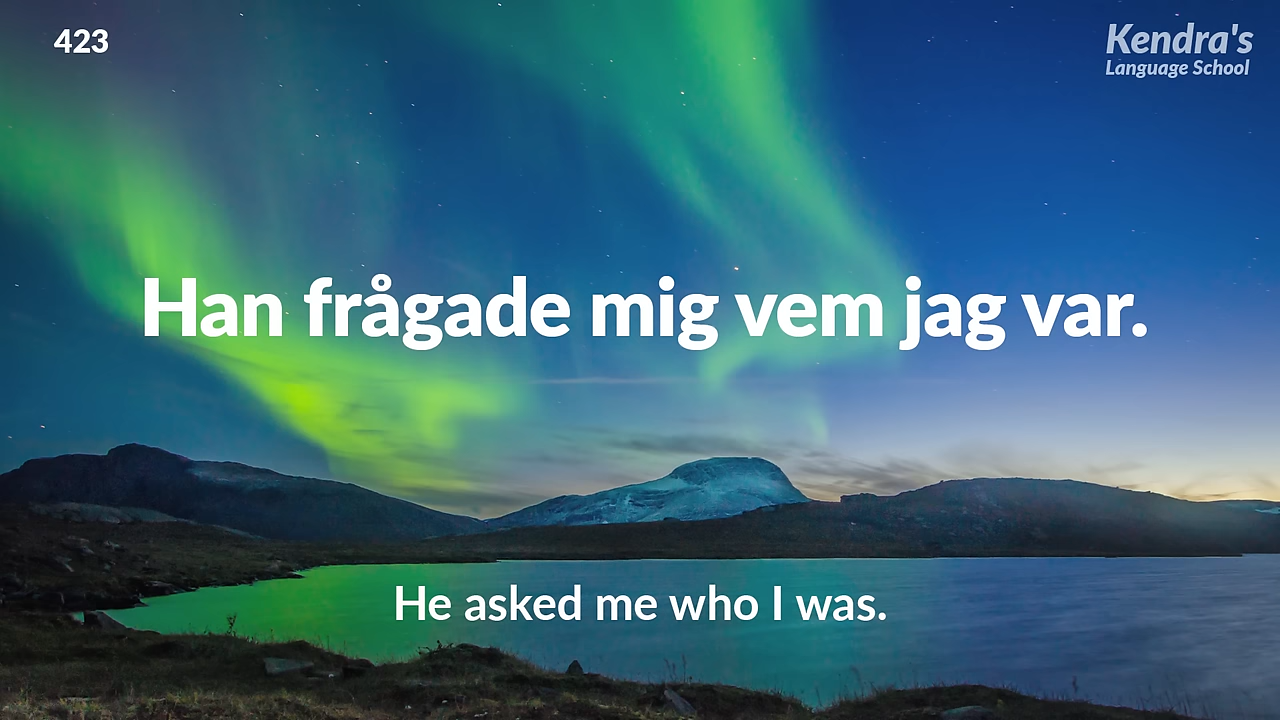 423
Kendra's
Language School
Han frågade mig vem jag var.
He asked me who I was.